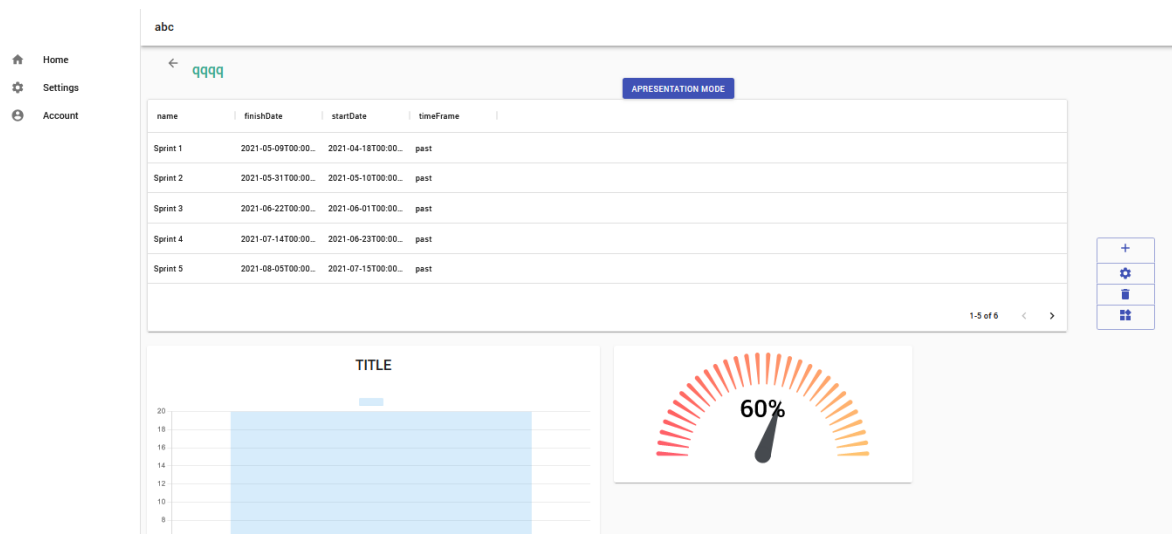 abc
Home
Settings
Account
qqqq
APRESENTATION MODE
name finishDate startDate timeFrame
Sprint 1 2021-05-09T00:00... 2021-04-18T00:00... past
Sprint 2 2021-05-31T00:00... 2021-05-10T00:00... past
Sprint 3 2021-06-22T00:00... 2021-06-01T00:00... past
Sprint 4 2021-07-14T00:00... 2021-06-23T00:00... past
Sprint 5 2021-08-05T00:00... 2021-07-15T00:00... past
1-5 of 6
TITLE
20
18
16
14
12
10
8
60%